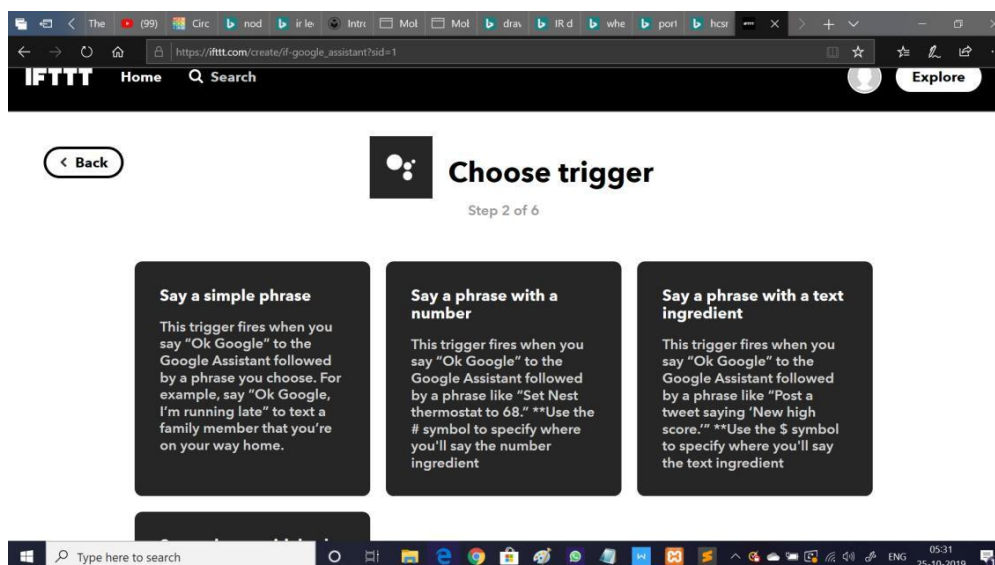 The
(99)
Circ
nod
ir le
Intro
Mol
Mol
drav
IR d
whe
port
hcsr
https://ifttt.com/create/if-google_assistant?sid=1
IFTTT Home Search Explore
Back
Choose trigger
Step 2 of 6
Say a simple phrase
This trigger fires when you
say “Ok Google” to the
Google Assistant followed
by a phrase you choose. For
example, say “Ok Google,
I’m running late” to text a
family member that you’re
on your way home.
Say a phrase with a
number
This trigger fires when you
say “Ok Google” to the
Google Assistant followed
by a phrase like “Set Nest
thermostat to 68.” **Use the
# symbol to specify where
you'll say the number
ingredient
Say a phrase with a text
ingredient
This trigger fires when you
say “Ok Google” to the
Google Assistant followed
by a phrase like “Post a
tweet saying ‘New high
score.’” **Use the $ symbol
to specify where you'll say
the text ingredient
Type here to search
ENG
05:31
25-10-2019